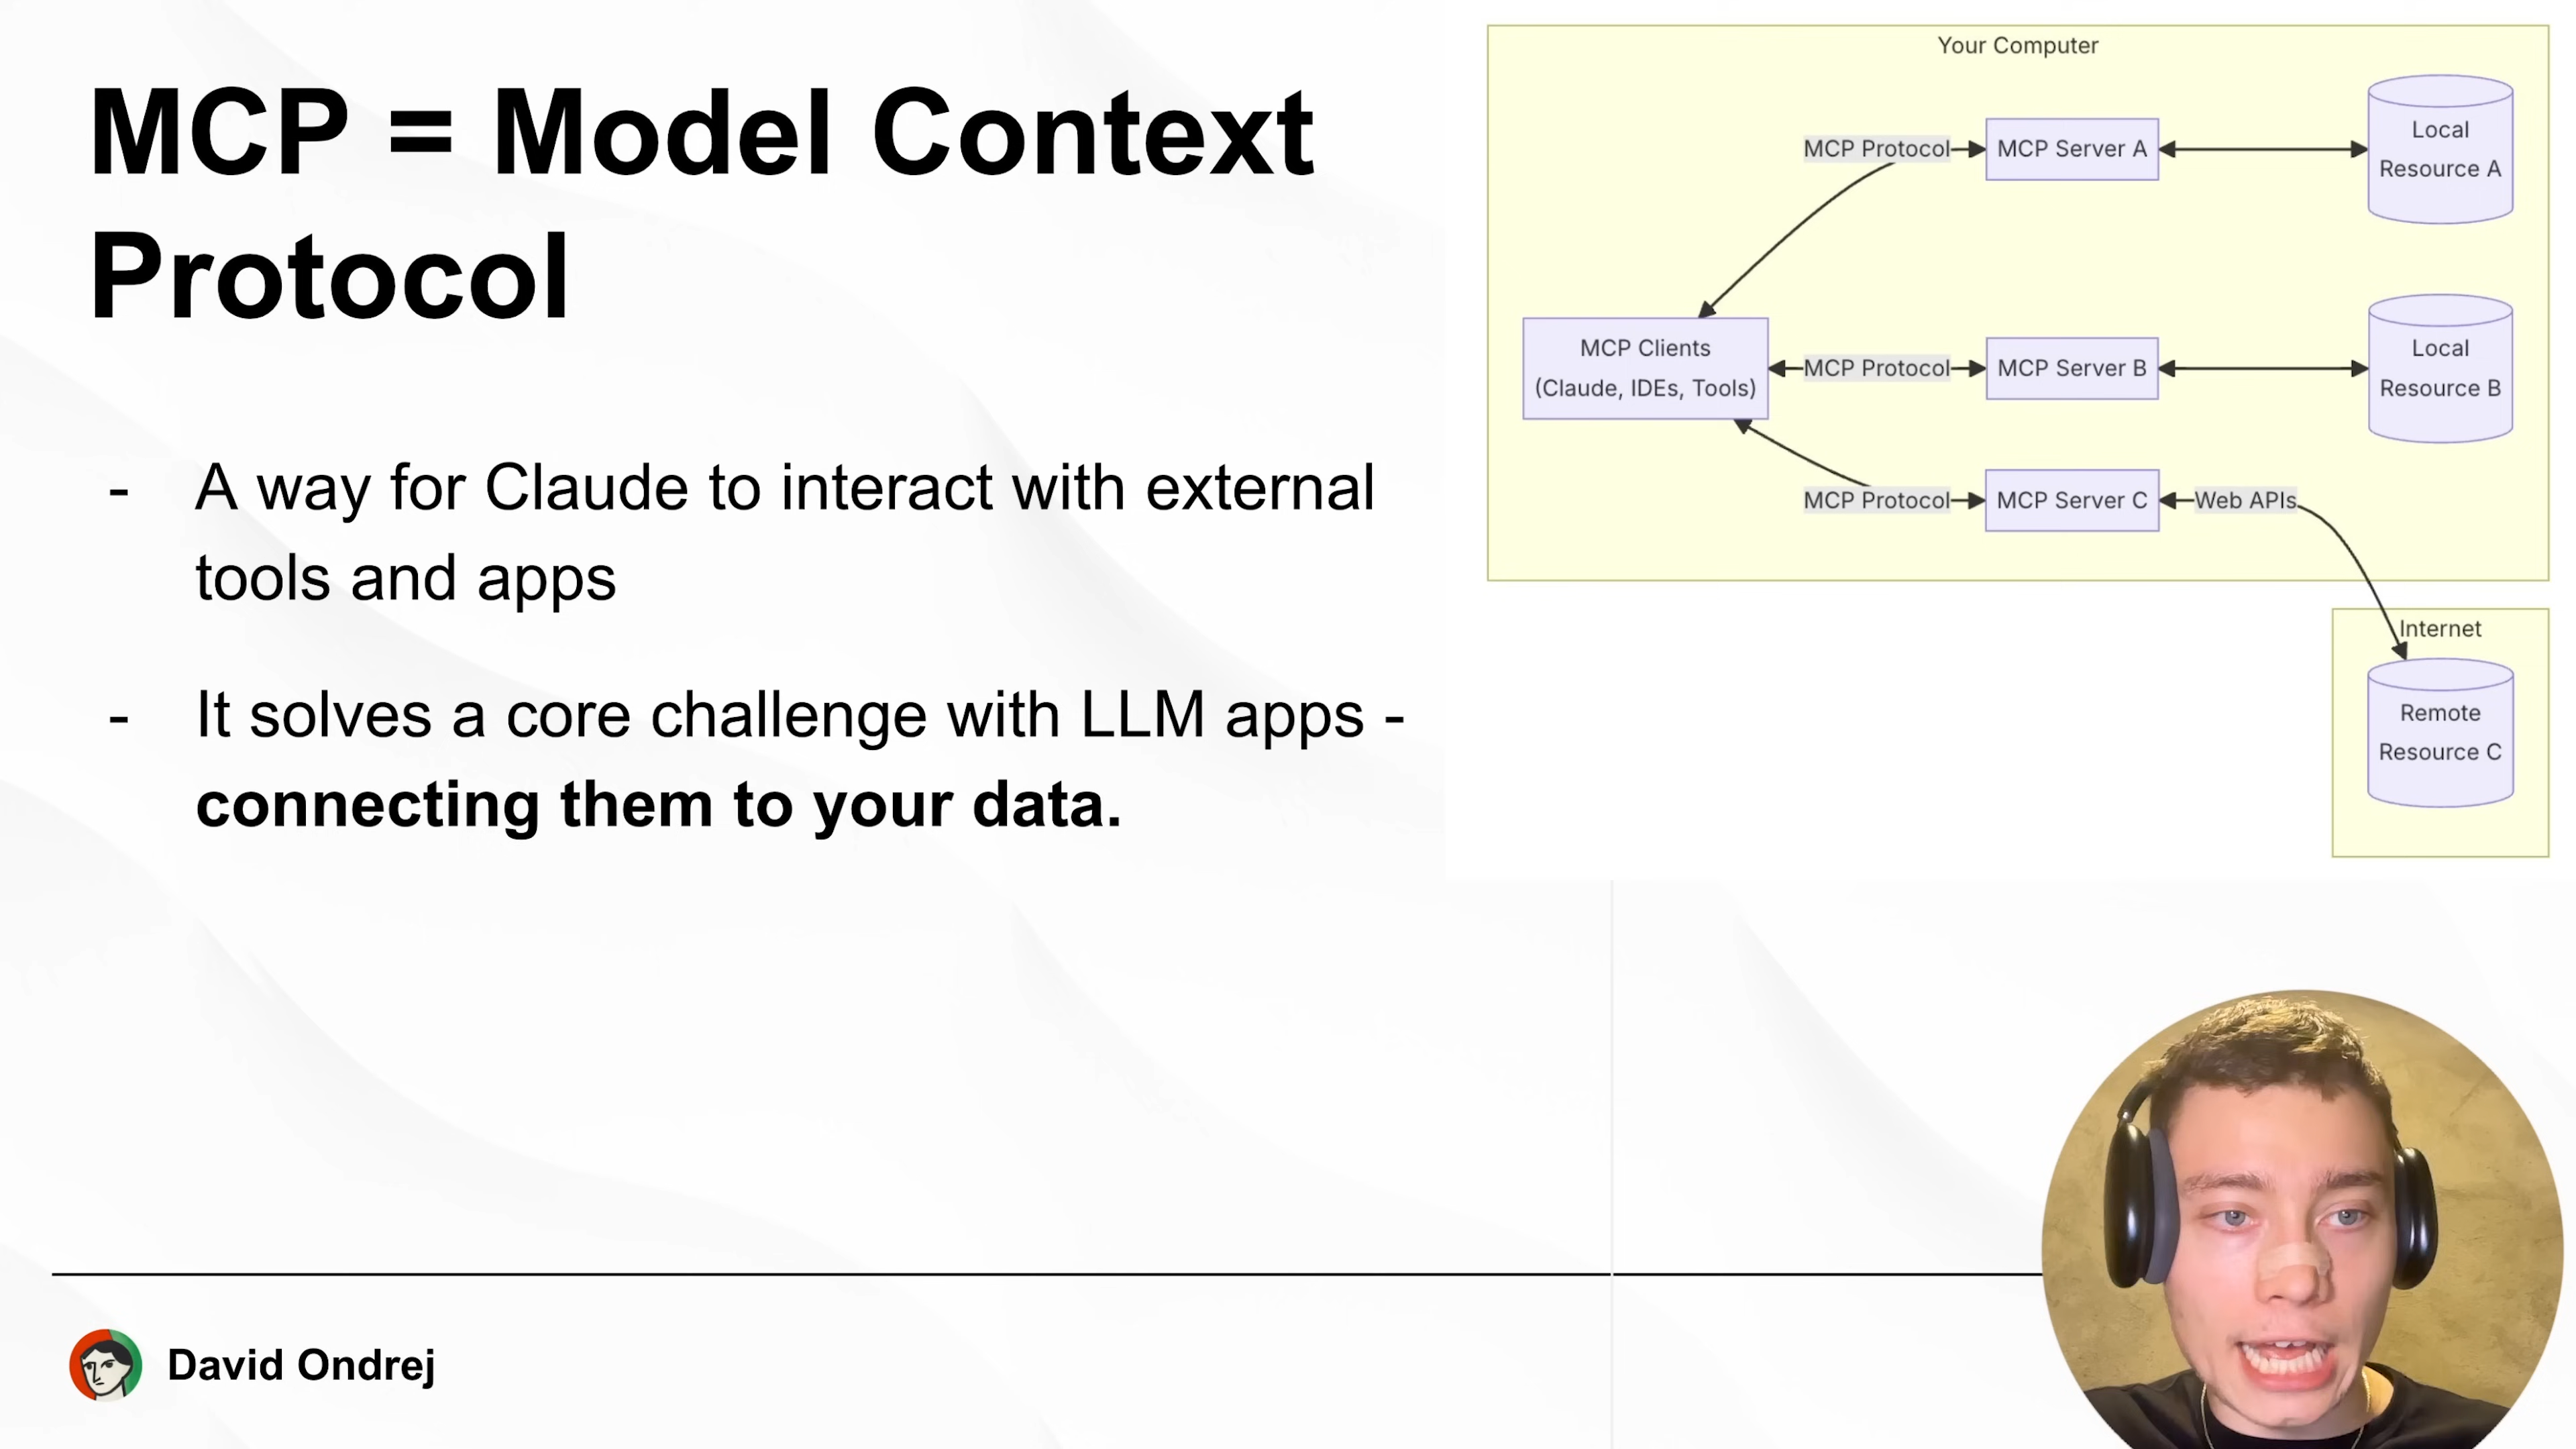 MCP = Model Context
Protocol
- A way for Claude to interact with external
tools and apps
- It solves a core challenge with LLM apps -
connecting them to your data.
Your Computer
MCP Protocol
MCP Server A
Local
Resource A
MCP Clients
(Claude, IDEs, Tools)
MCP Protocol
MCP Server B
Local
Resource B
MCP Protocol
MCP Server C
Web APIs
Internet
Remote
Resource C
David Ondrej